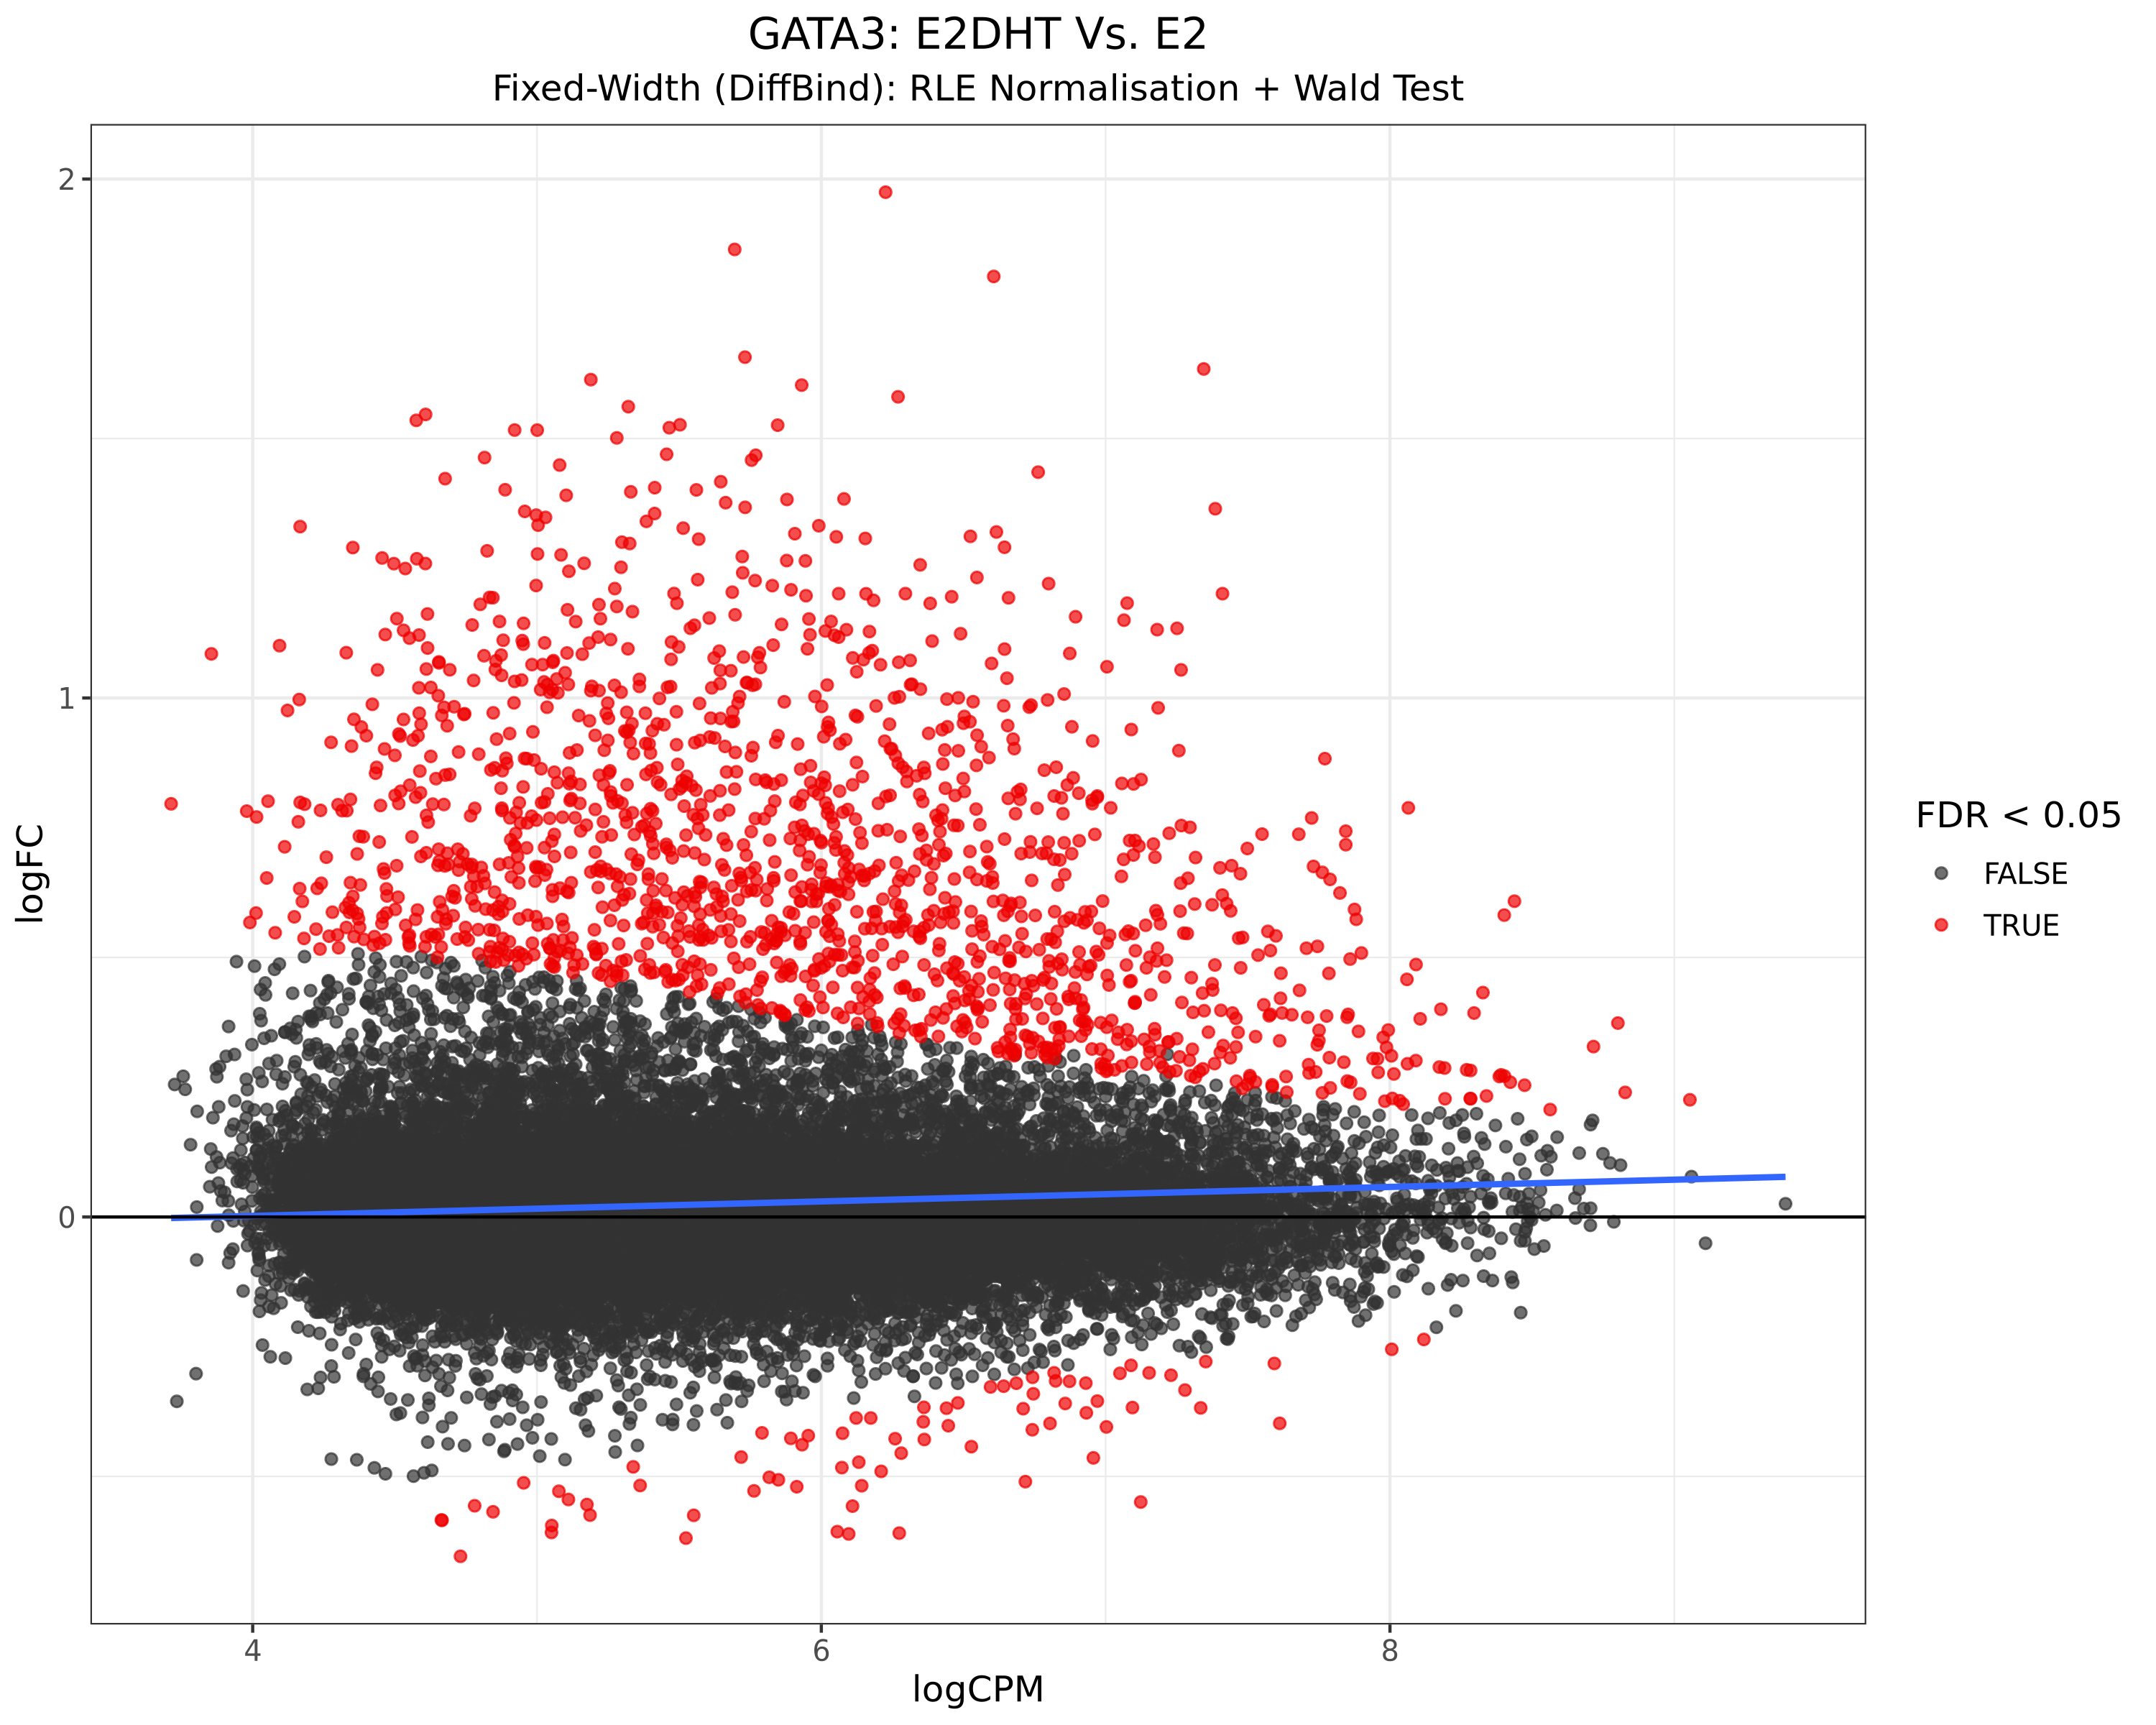 GATA3: E2DHT Vs. E2
Fixed-Width (DiffBind): RLE Normalisation + Wald Test
2
1
0
logFC
4
6
8
logCPM
FDR < 0.05
FALSE
TRUE